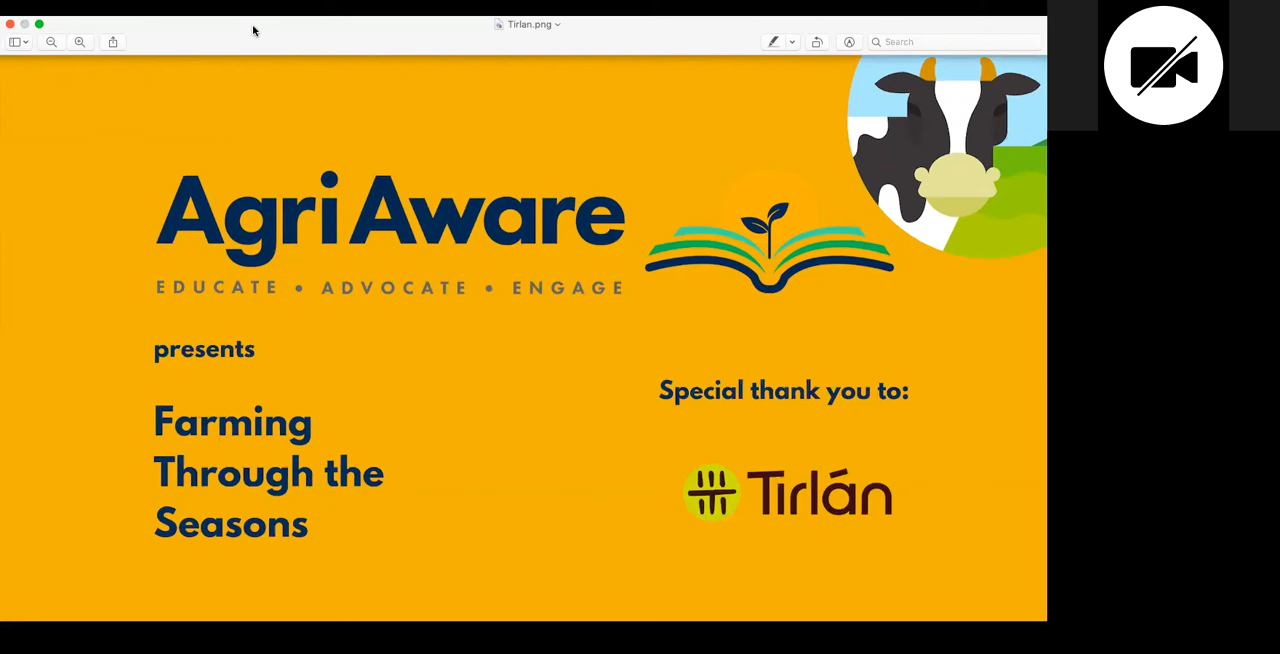 Tirlan.png
Search
AgriAware
EDUCATE • ADVOCATE • ENGAGE
presents
Farming
Through the
Seasons
Special thank you to:
Tirlán